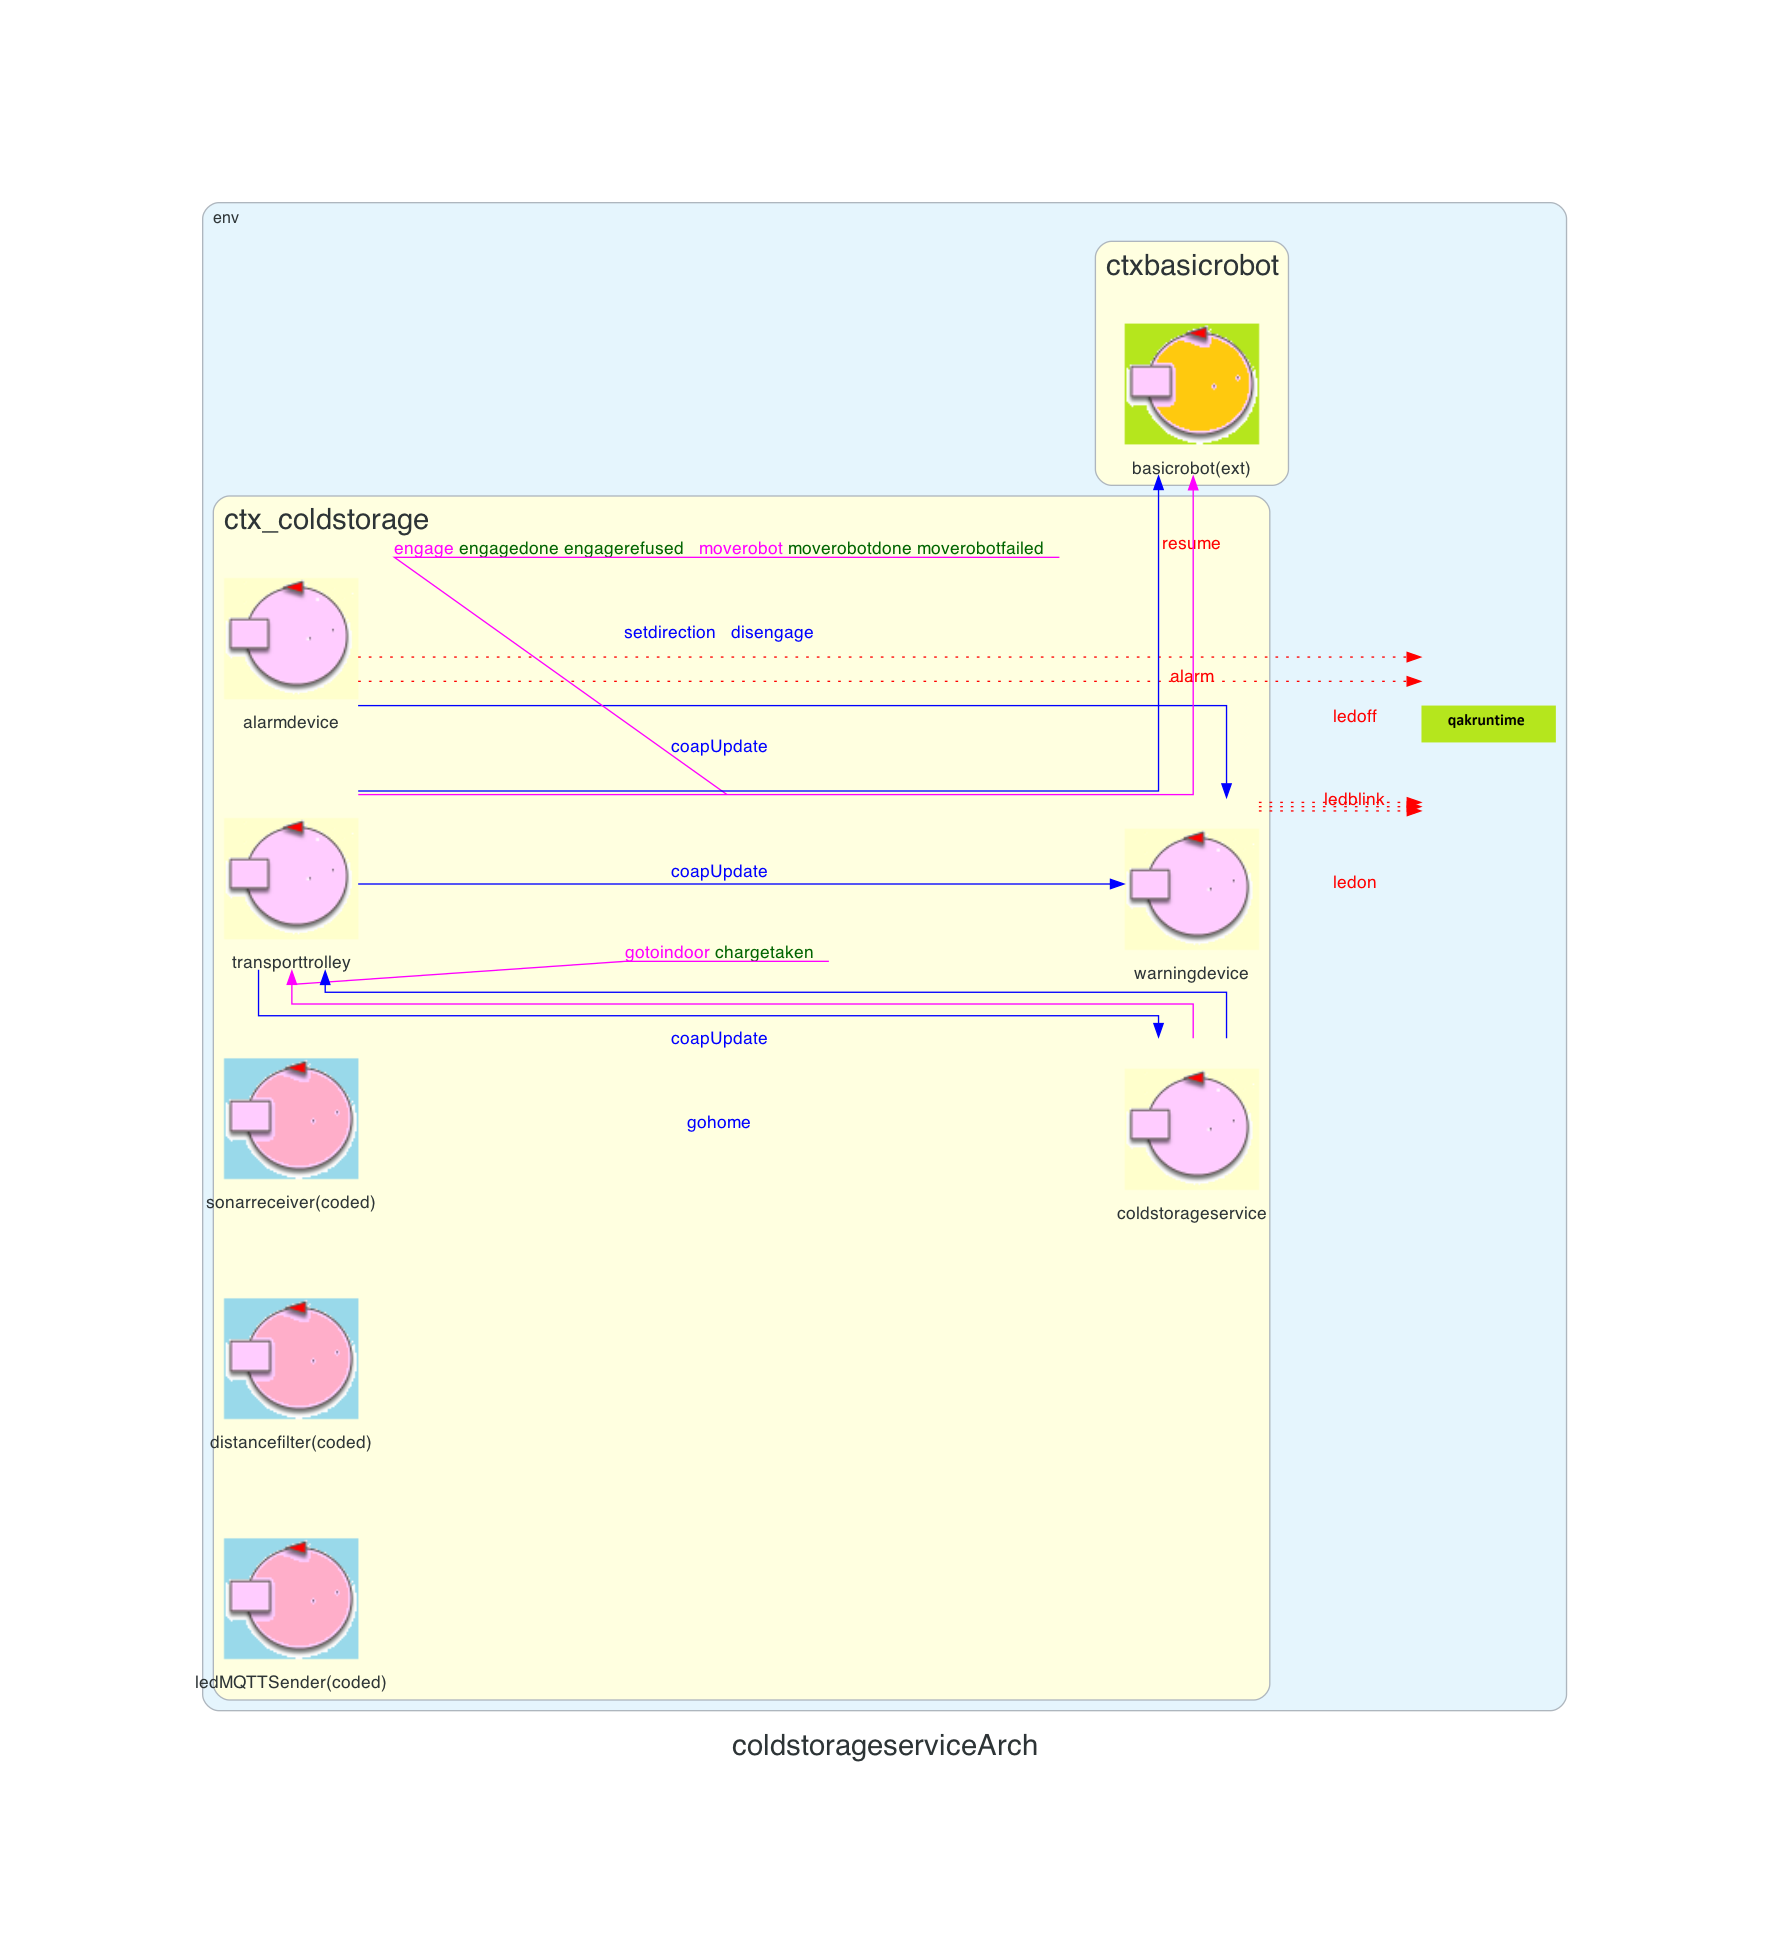 env
ctxbasicrobot
basicrobot(ext)
ctx_coldstorage
engage engagedone engagerefused moverobot moverobotdone moverobotfailed
resume
setdirection disengage
alarm
alarmdevice
ledoff
qakruntime
coapUpdate
ledblink
coapUpdate
ledon
transporttrolley
gotoindoor chargetaken
warningdevice
coapUpdate
gohome
sonarreceiver(coded)
coldstorageservice
distancefilter(coded)
ledMQTTSender(coded)
coldstorageserviceArch